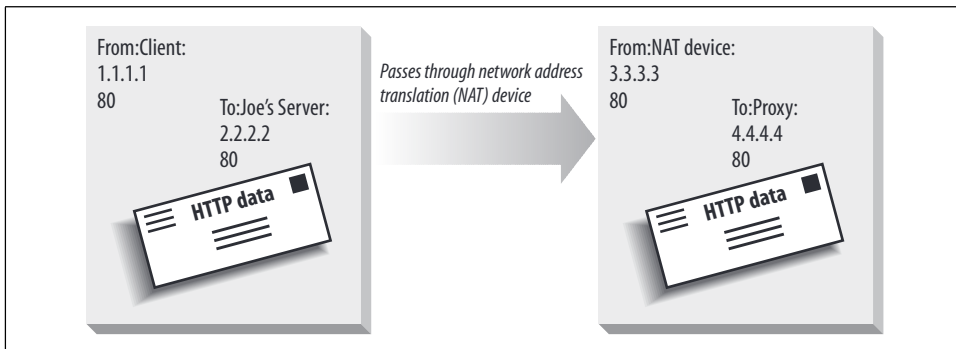 From:Client:
1.1.1.1
80
To:Joe's Server:
2.2.2.2
80
HTTP data
Passes through network address
translation (NAT) device
From:NAT device:
3.3.3.3
80
To:Proxy:
4.4.4.4
80
HTTP data